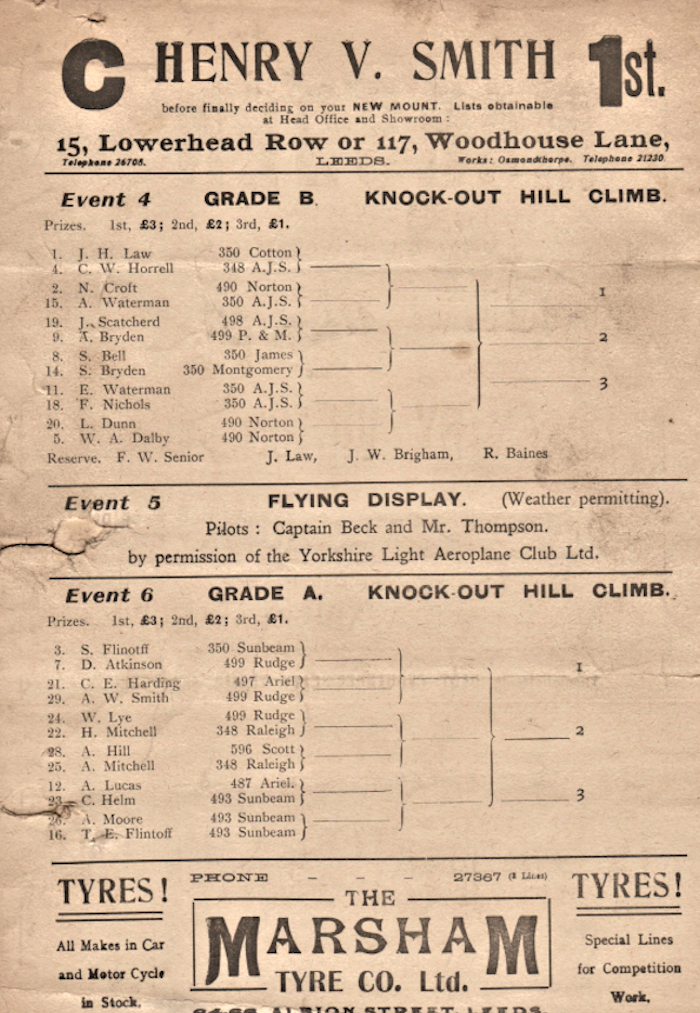 C HENRY V. SMITH 1st.
before finally deciding on your NEW MOUNT. Lists obtainable
at Head Office and Showroom :
15, Lowerhead Row or 117, Woodhouse Lane,
Telephone 26708. LEEDS. Works: Osmondthorpe. Telephone 21230
Event 4 GRADE B. KNOCK-OUT HILL CLIMB.
Prizes. 1st, £3; 2nd, £2; 3rd, £1.
1. J. H. Law 350 Cotton
4. C. W. Horrell 348 A.J.S.
2. N. Croft 490 Norton
1
15. A. Waterman 350 A.J.S.
19. J. Scatcherd 498 A.J.S.
9. A. Bryden 499 P. & M.
2
8. S. Bell 350 James
14. S. Bryden 350 Montgomery
3
11. E. Waterman 350 A.J.S.
18. F. Nichols 350 A.J.S.
20. L. Dunn 490 Norton
5. W. A. Dalby 490 Norton
Reserve. F. W. Senior J. Law, J. W. Brigham, R. Baines
Event 5 FLYING DISPLAY. (Weather permitting).
Pilots : Captain Beck and Mr. Thompson.
by permission of the Yorkshire Light Aeroplane Club Ltd.
Event 6 GRADE A. KNOCK-OUT HILL CLIMB.
Prizes. 1st, £3; 2nd, £2; 3rd, £1.
3. S. Flinotff 350 Sunbeam
7. D. Atkinson 499 Rudge
1
21. C. E. Harding 497 Ariel
29. A. W. Smith 499 Rudge
24. W. Lye 499 Rudge
22. H. Mitchell 348 Raleigh
2
28. A. Hill 596 Scott
25. A. Mitchell 348 Raleigh
12. A. Lucas 487 Ariel.
23. C. Helm 493 Sunbeam
3
26. A. Moore 493 Sunbeam
16. T. E. Flintoff 493 Sunbeam
TYRES!
All Makes in Car
and Motor Cycle
in Stock.
PHONE - - - 27367 (2 Lines)
THE
MARSHAM
TYRE CO. Ltd.
ALBION STREET, LEEDS.
TYRES!
Special Lines
for Competition
Work.